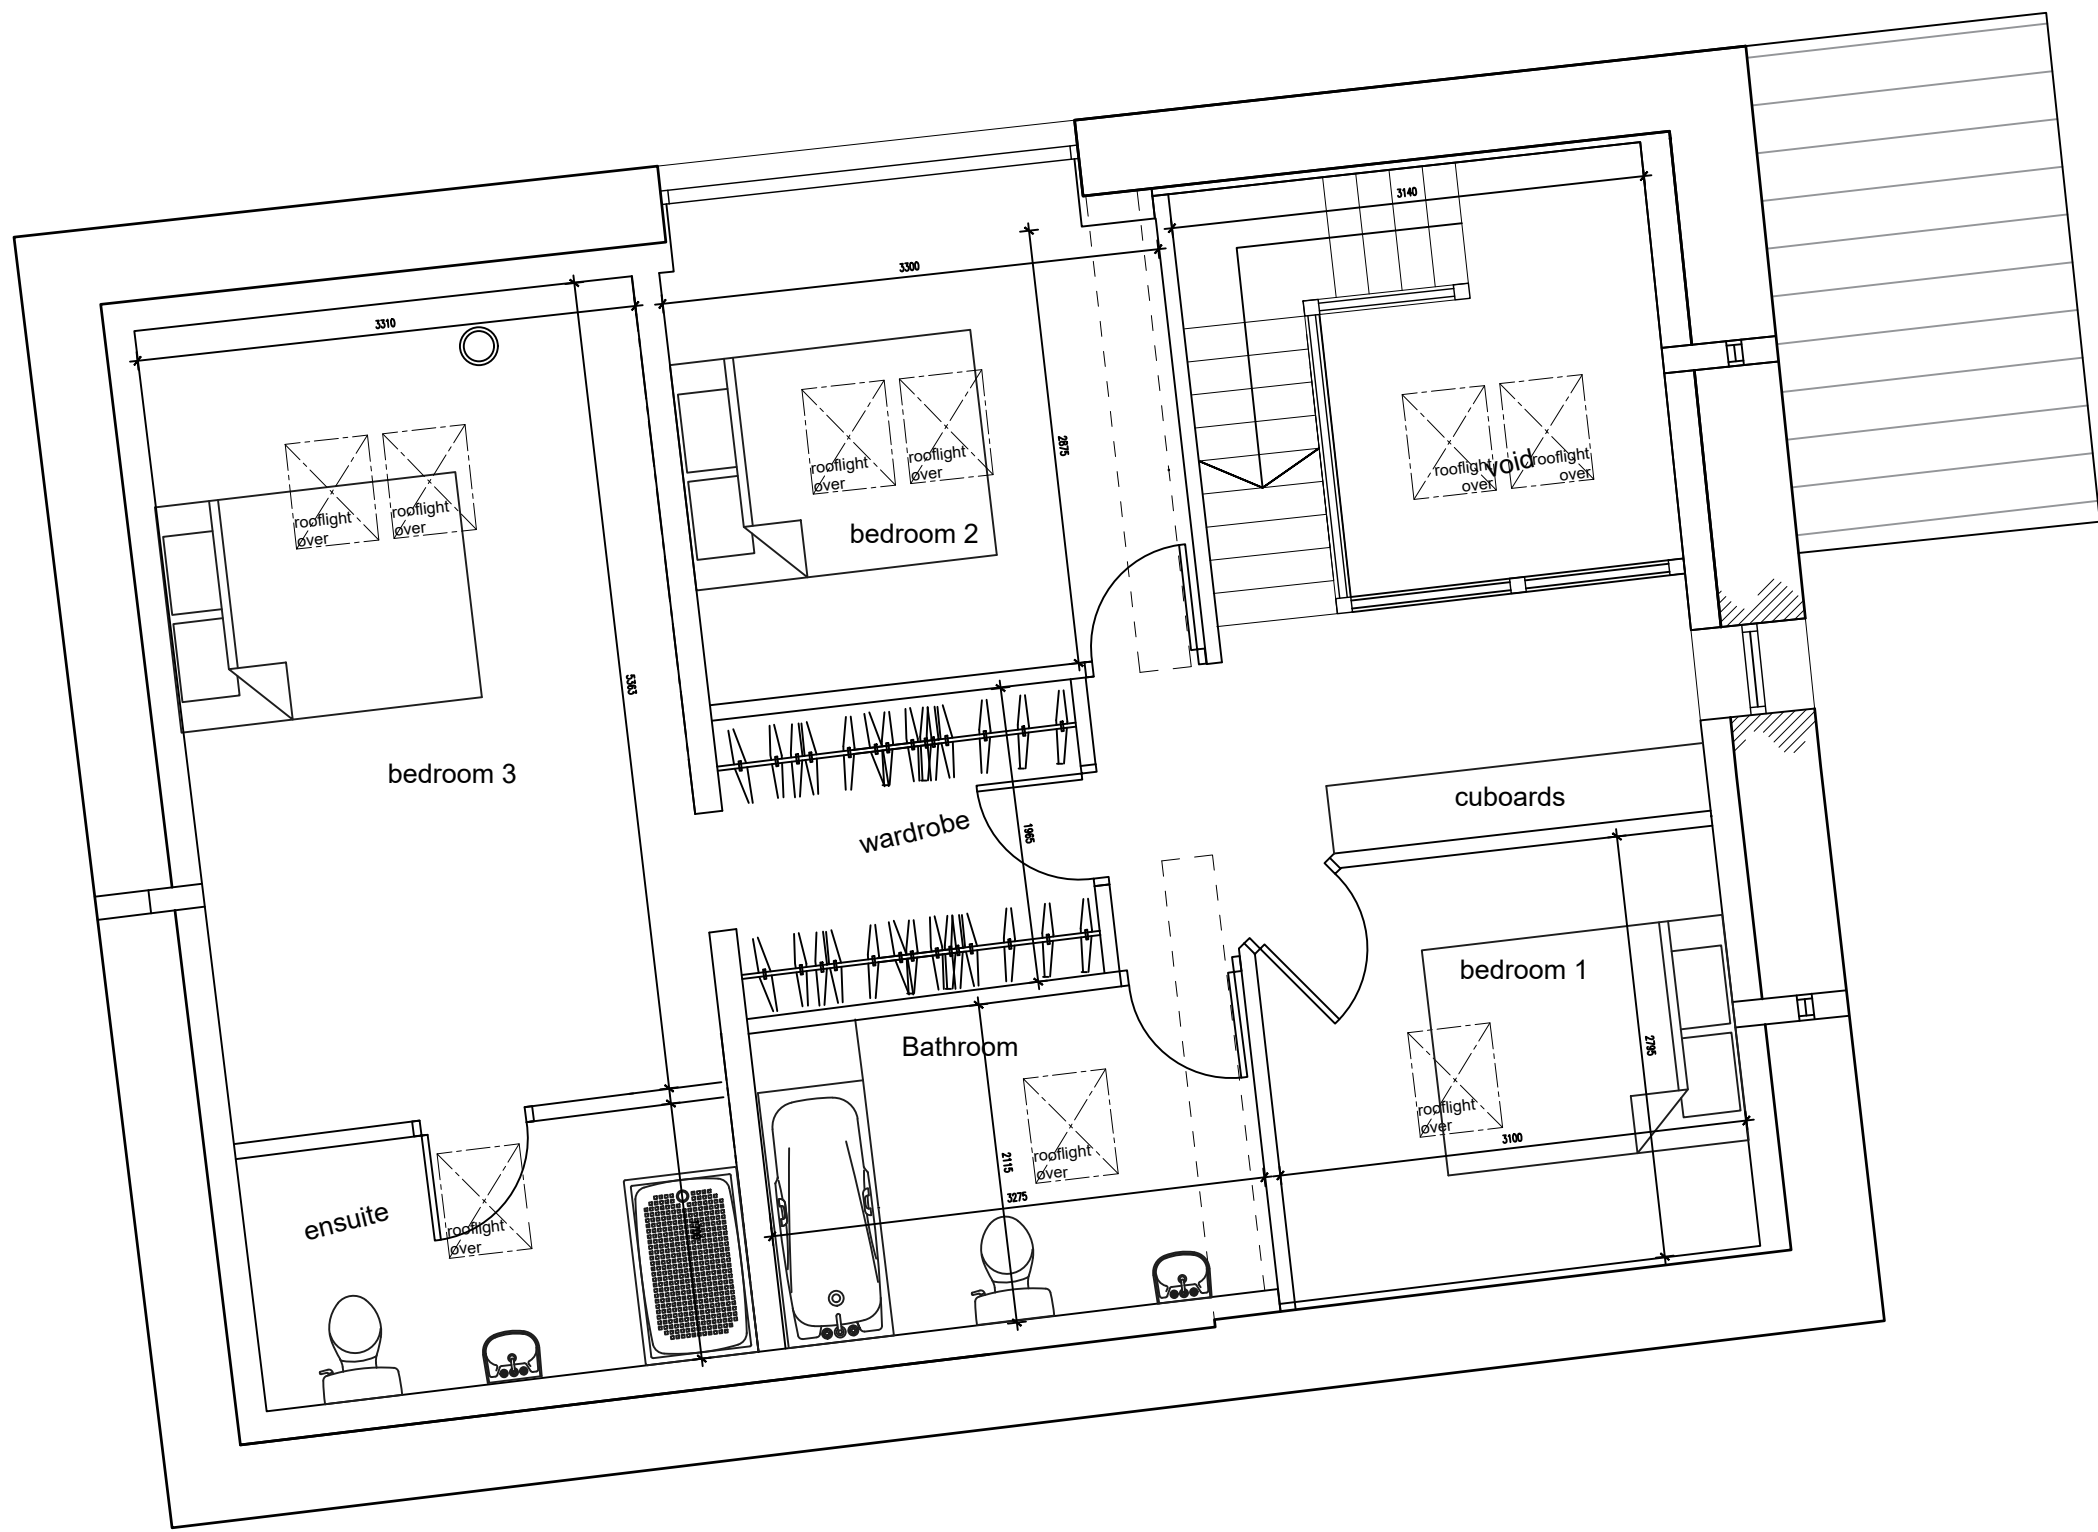 3140
3300
3310
2875
rooflight
over
rooflight
over
bedroom 2
void
rooflight
over
rooflight
over
rooflight
over
rooflight
over
5363
bedroom 3
wardrobe
1965
cuboards
bedroom 1
2795
rooflight
over
3100
Bathroom
rooflight
over
2115
3275
ensuite
rooflight
over